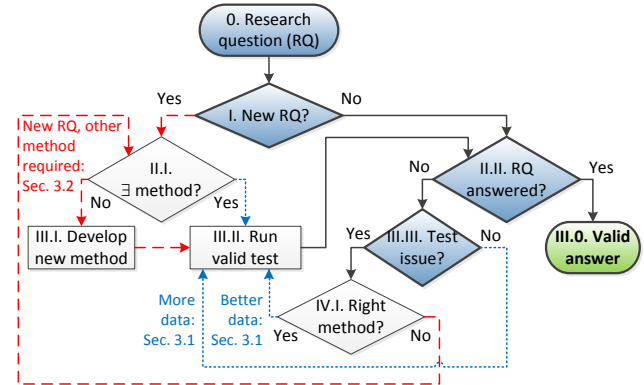 0. Research
question (RQ)
Yes
No
I. New RQ?
New RQ, other
method
required:
Sec. 3.2
II.I.
∃ method?
No
Yes
No
II.II. RQ
answered?
Yes
III.I. Develop
new method
III.II. Run
valid test
Yes
III.III. Test
issue?
No
III.0. Valid
answer
More
data:
Sec. 3.1
Better
data:
Sec. 3.1
Yes
IV.I. Right
method?
No